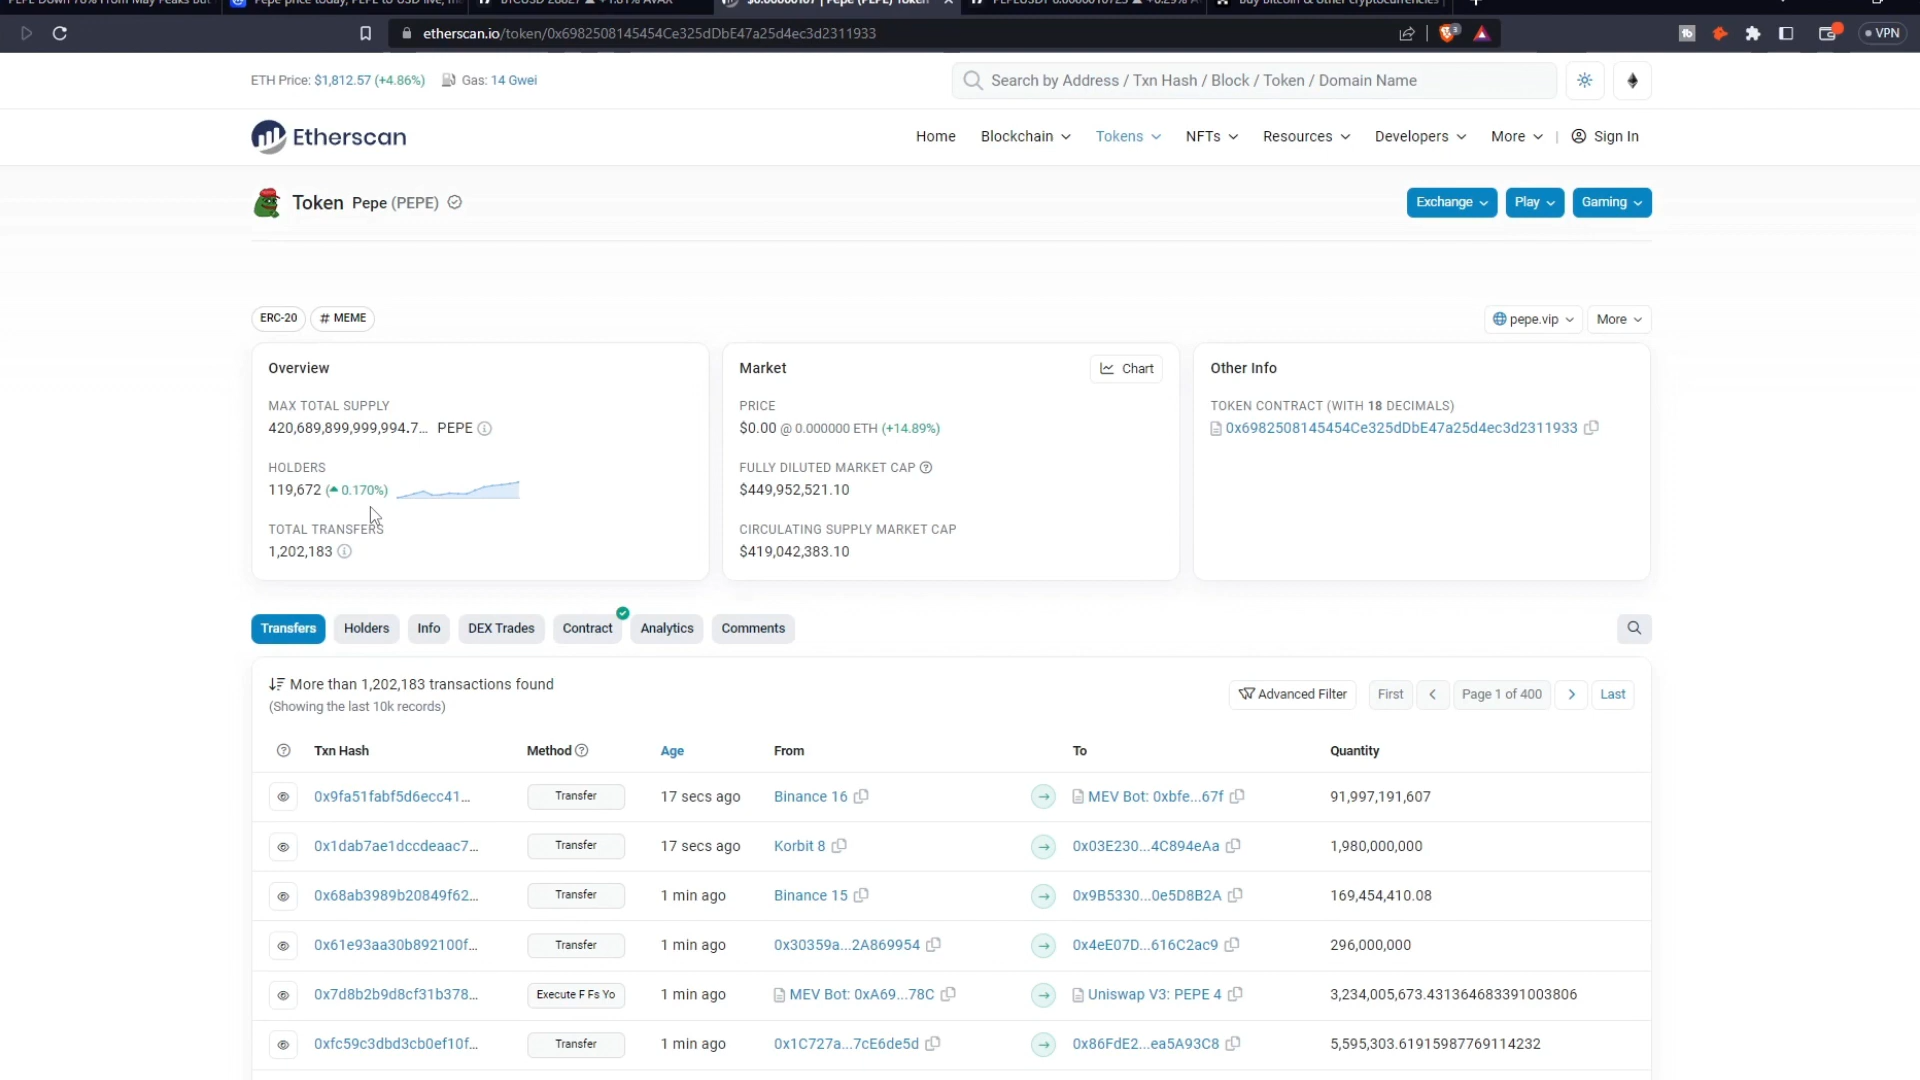 etherscan.io/token/0x6982508145454Ce325dDbE47a25d4ec3d2311933
VPN
ETH Price: $1,812.57 (+4.86%) Gas: 14 Gwei
Search by Address / Txn Hash / Block / Token / Domain Name
Etherscan
Home Blockchain Tokens NFTs Resources Developers More | Sign In
Token Pepe (PEPE)
Exchange Play Gaming
ERC-20 # MEME
pepe.vip More
Overview
MAX TOTAL SUPPLY
420,689,899,999,994.7... PEPE
HOLDERS
119,672 (0.170%)
TOTAL TRANSFERS
1,202,183
Market
Chart
PRICE
$0.00 @ 0.000000 ETH (+14.89%)
FULLY DILUTED MARKET CAP
$449,952,521.10
CIRCULATING SUPPLY MARKET CAP
$419,042,383.10
Other Info
TOKEN CONTRACT (WITH 18 DECIMALS)
0x6982508145454Ce325dDbE47a25d4ec3d2311933
Transfers Holders Info DEX Trades Contract Analytics Comments
More than 1,202,183 transactions found
(Showing the last 10k records)
Advanced Filter First Page 1 of 400 Last
Txn Hash Method Age From To Quantity
0x9fa51fabf5d6ecc41... Transfer 17 secs ago Binance 16 MEV Bot: 0xbfe...67f 91,997,191,607
0x1dab7ae1dccdeaac7... Transfer 17 secs ago Korbit 8 0x03E230...4C894eAa 1,980,000,000
0x68ab3989b20849f62... Transfer 1 min ago Binance 15 0x9B5330...0e5D8B2A 169,454,410.08
0x61e93aa30b892100f... Transfer 1 min ago 0x30359a...2A869954 0x4eE07D...616C2ac9 296,000,000
0x7d8b2b9d8cf31b378... Execute F Fs Yo 1 min ago MEV Bot: 0xA69...78C Uniswap V3: PEPE 4 3,234,005,673.431364683391003806
0xfc59c3dbd3cb0ef10f... Transfer 1 min ago 0x1C727a...7cE6de5d 0x86FdE2...ea5A93C8 5,595,303.61915987769114232